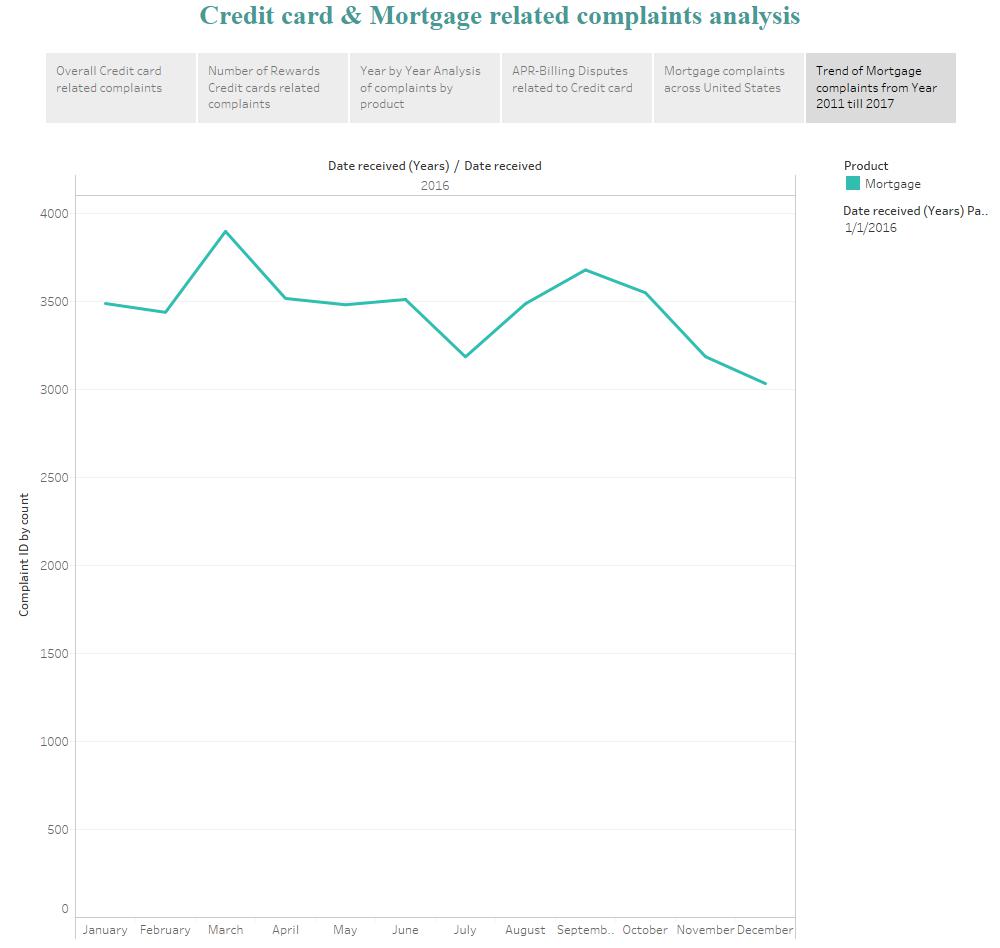 Credit card & Mortgage related complaints analysis
Overall Credit card
related complaints
Number of Rewards
Credit cards related
complaints
Year by Year Analysis
of complaints by
product
APR-Billing Disputes
related to Credit card
Mortgage complaints
across United States
Trend of Mortgage
complaints from Year
2011 till 2017
Date received (Years) / Date received
2016
Product
Mortgage
Date received (Years) Pa..
1/1/2016
4000
3500
3000
2500
2000
1500
1000
500
0
Complaint ID by count
January February March April May June July August Septemb.. October November December